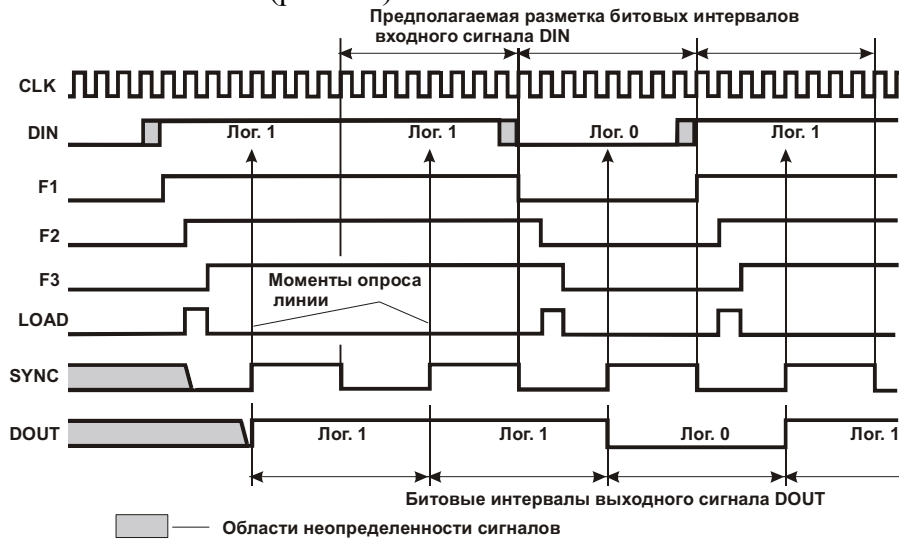 Предполагаемая разметка битовых интервалов
входного сигнала DIN
CLK
DIN
Лог. 1
Лог. 1
Лог. 0
Лог. 1
F1
F2
F3
Моменты опроса
линии
LOAD
SYNC
DOUT
Лог. 1
Лог. 1
Лог. 0
Лог. 1
Битовые интервалы выходного сигнала DOUT
Области неопределенности сигналов